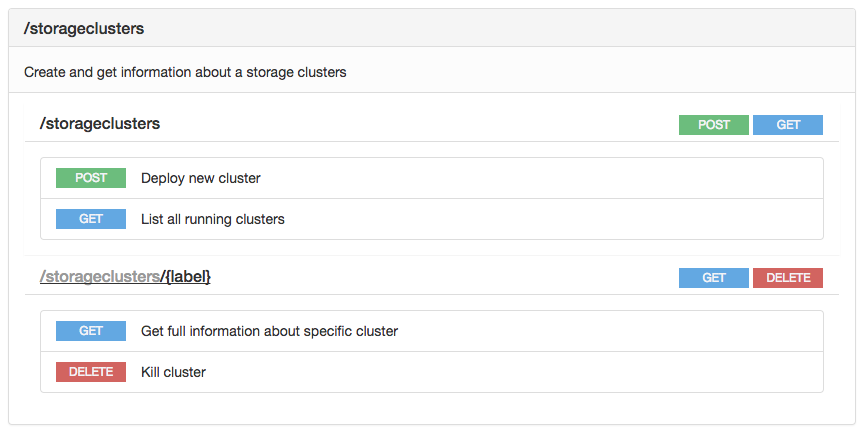 /storageclusters
Create and get information about a storage clusters
/storageclusters POST GET
POST Deploy new cluster
GET List all running clusters
/storageclusters/{label} GET DELETE
GET Get full information about specific cluster
DELETE Kill cluster